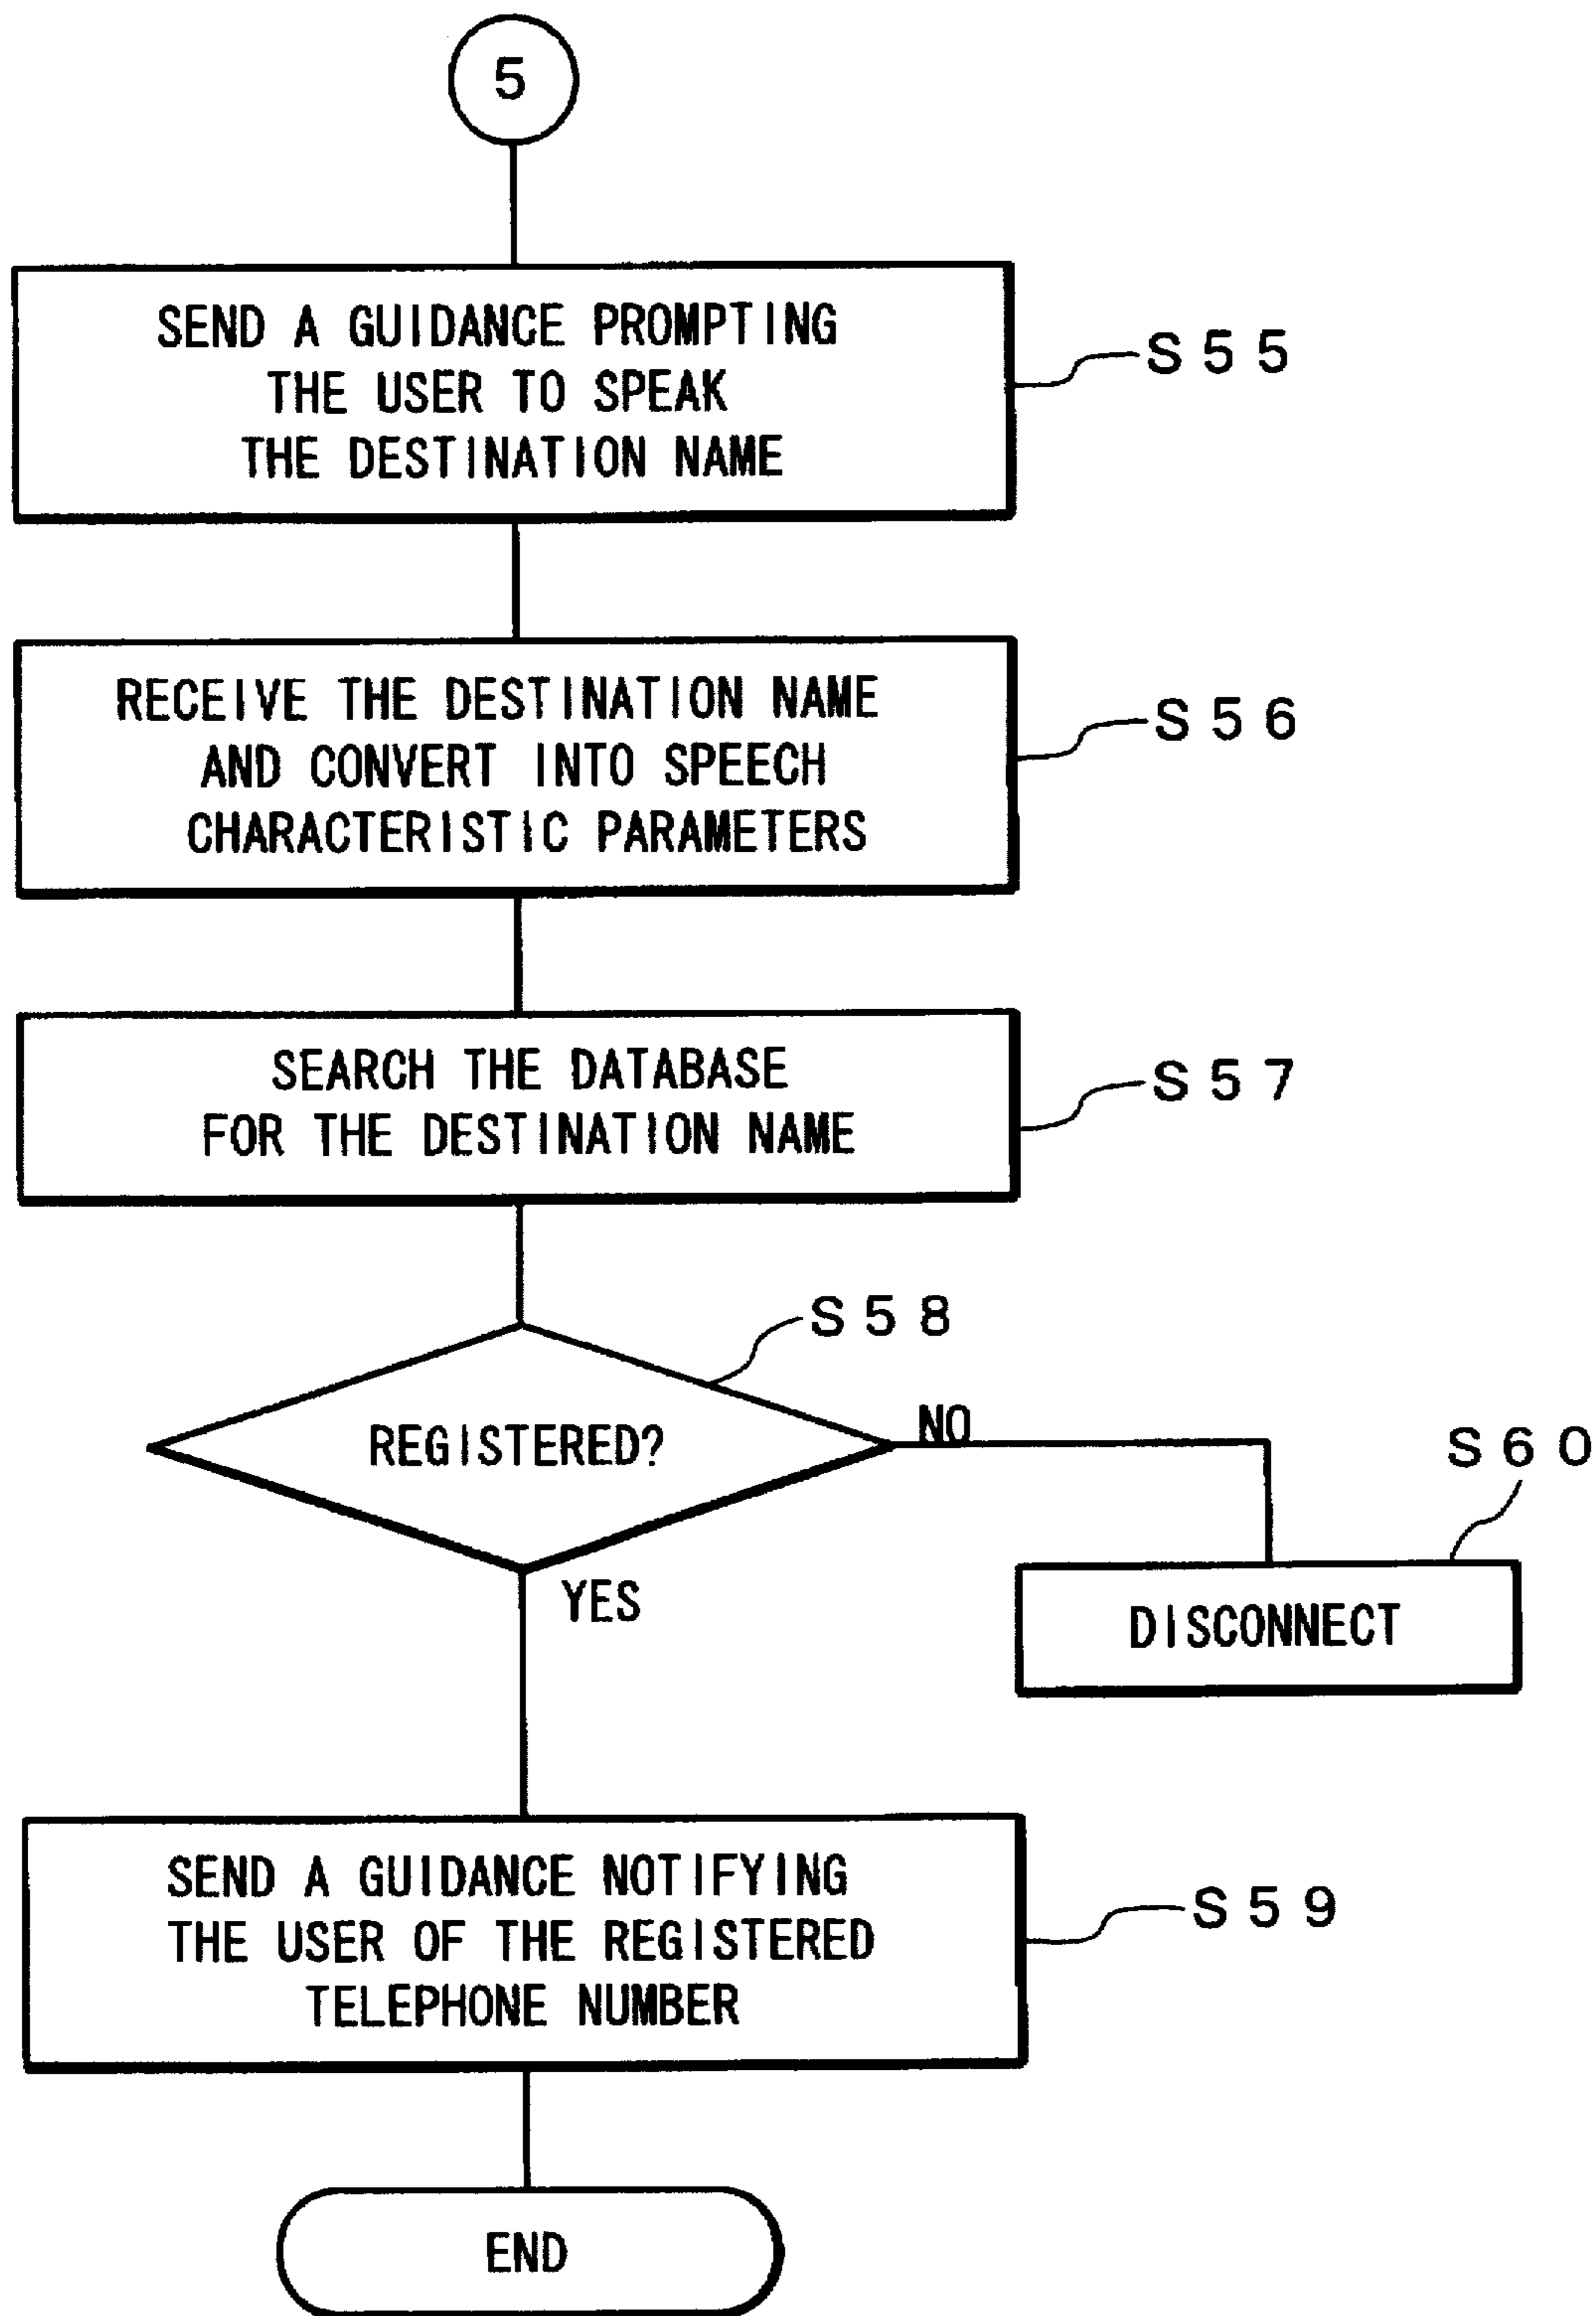 5
SEND A GUIDANCE PROMPTING
THE USER TO SPEAK
THE DESTINATION NAME
S55
RECEIVE THE DESTINATION NAME
AND CONVERT INTO SPEECH
CHARACTERISTIC PARAMETERS
S56
SEARCH THE DATABASE
FOR THE DESTINATION NAME
S57
S58
REGISTERED?
NO
S60
YES
DISCONNECT
SEND A GUIDANCE NOTIFYING
THE USER OF THE REGISTERED
TELEPHONE NUMBER
S59
END